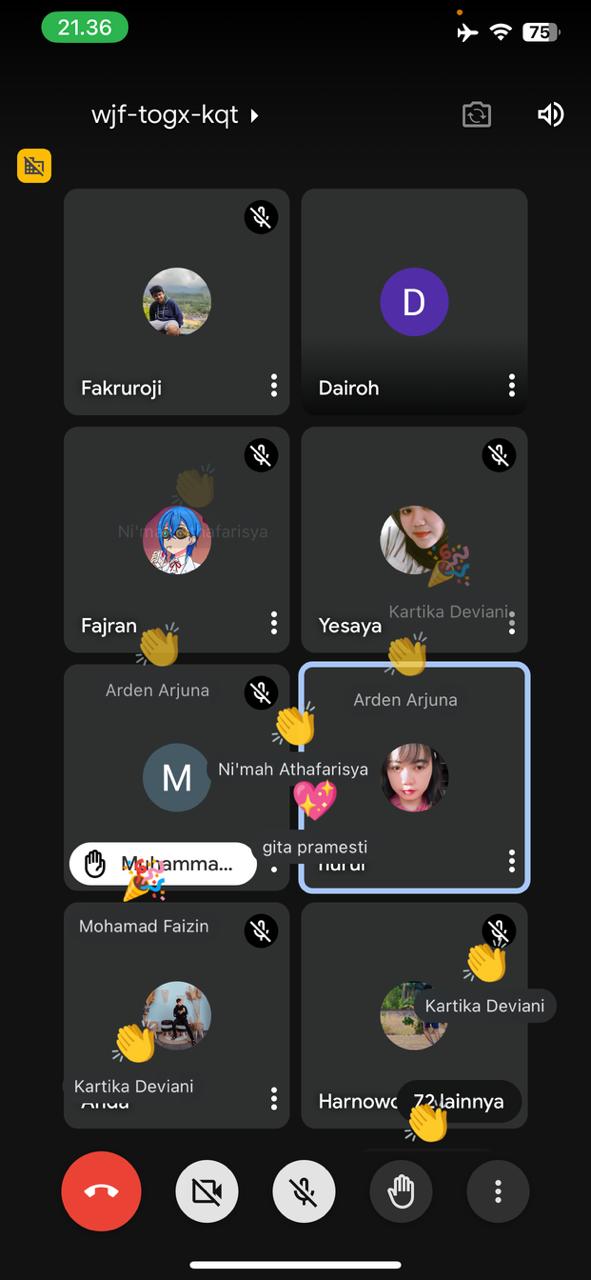 21.36
75
wjf-togx-kqt
Fakruroji
D
Dairoh
Ni'mah Athafarisya
Fajran
Kartika Deviani
Yesaya
Arden Arjuna
Arden Arjuna
M
Ni'mah Athafarisya
gita pramesti
Muhamma...
nurul
Mohamad Faizin
Kartika Deviani
Kartika Deviani
Anda
Harnowo
72 lainnya